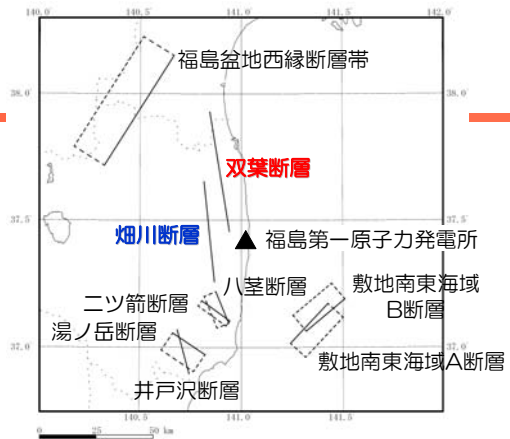 140.0
140.5
141.0
141.5
142.0
福島盆地西縁断層帯
38.0
38.0
双葉断層
37.5
37.5
畑川断層
▲ 福島第一原子力発電所
八茎断層
敷地南東海域
B断層
二ツ箭断層
湯ノ岳断層
37.0
37.0
敷地南東海域A断層
井戸沢断層
140.5
141.0
141.5
0
25
50 km